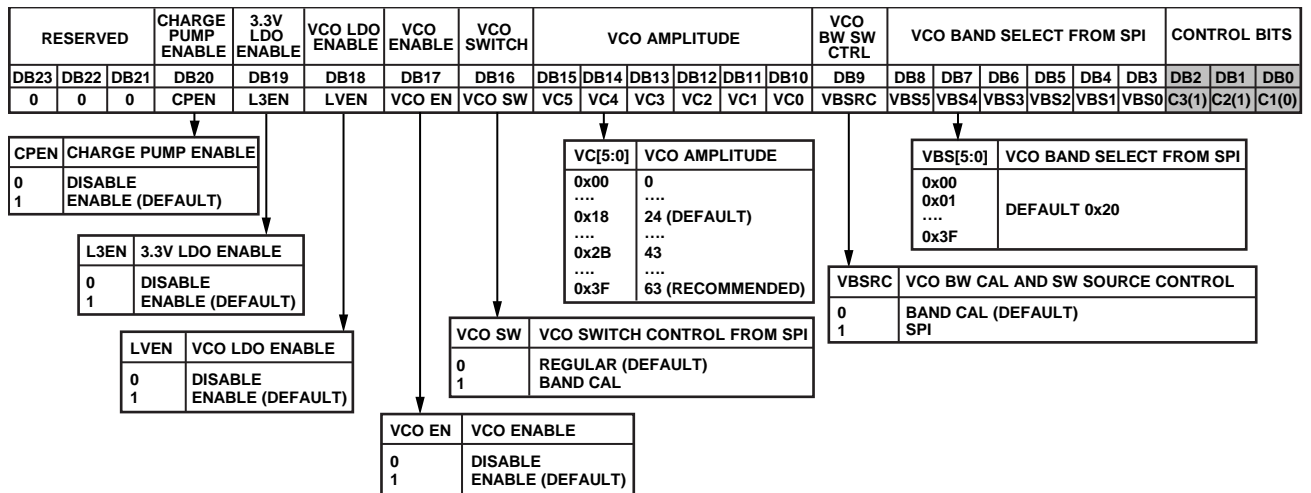 RESERVED CHARGE PUMP ENABLE 3.3V LDO ENABLE VCO LDO ENABLE VCO ENABLE VCO SWITCH VCO AMPLITUDE VCO BW SW CTRL VCO BAND SELECT FROM SPI CONTROL BITS
DB23 DB22 DB21 DB20 DB19 DB18 DB17 DB16 DB15 DB14 DB13 DB12 DB11 DB10 DB9 DB8 DB7 DB6 DB5 DB4 DB3 DB2 DB1 DB0
0 0 0 CPEN L3EN LVEN VCO EN VCO SW VC5 VC4 VC3 VC2 VC1 VC0 VBSRC VBS5 VBS4 VBS3 VBS2 VBS1 VBS0 C3(1) C2(1) C1(0)
CPEN CHARGE PUMP ENABLE
0 DISABLE
1 ENABLE (DEFAULT)
L3EN 3.3V LDO ENABLE
0 DISABLE
1 ENABLE (DEFAULT)
LVEN VCO LDO ENABLE
0 DISABLE
1 ENABLE (DEFAULT)
VCO EN VCO ENABLE
0 DISABLE
1 ENABLE (DEFAULT)
VCO SW VCO SWITCH CONTROL FROM SPI
0 REGULAR (DEFAULT)
1 BAND CAL
VC[5:0] VCO AMPLITUDE
0x00 0
.... ....
0x18 24 (DEFAULT)
.... ....
0x2B 43
.... ....
0x3F 63 (RECOMMENDED)
VBSRC VCO BW CAL AND SW SOURCE CONTROL
0 BAND CAL (DEFAULT)
1 SPI
VBS[5:0] VCO BAND SELECT FROM SPI
0x00
0x01
....
0x3F
DEFAULT 0x20